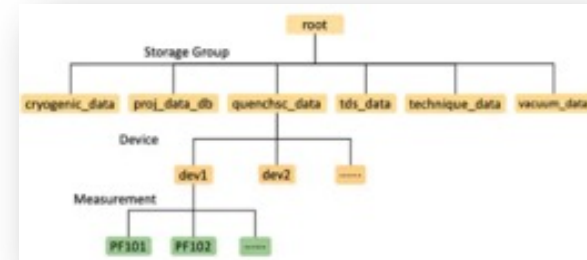 root
Storage Group
cryogenic_data proj_data_db quenchsc_data tds_data technique_data vacuum_data
Device
dev1 dev2 ......
Measurement
PF101 PF102 ......